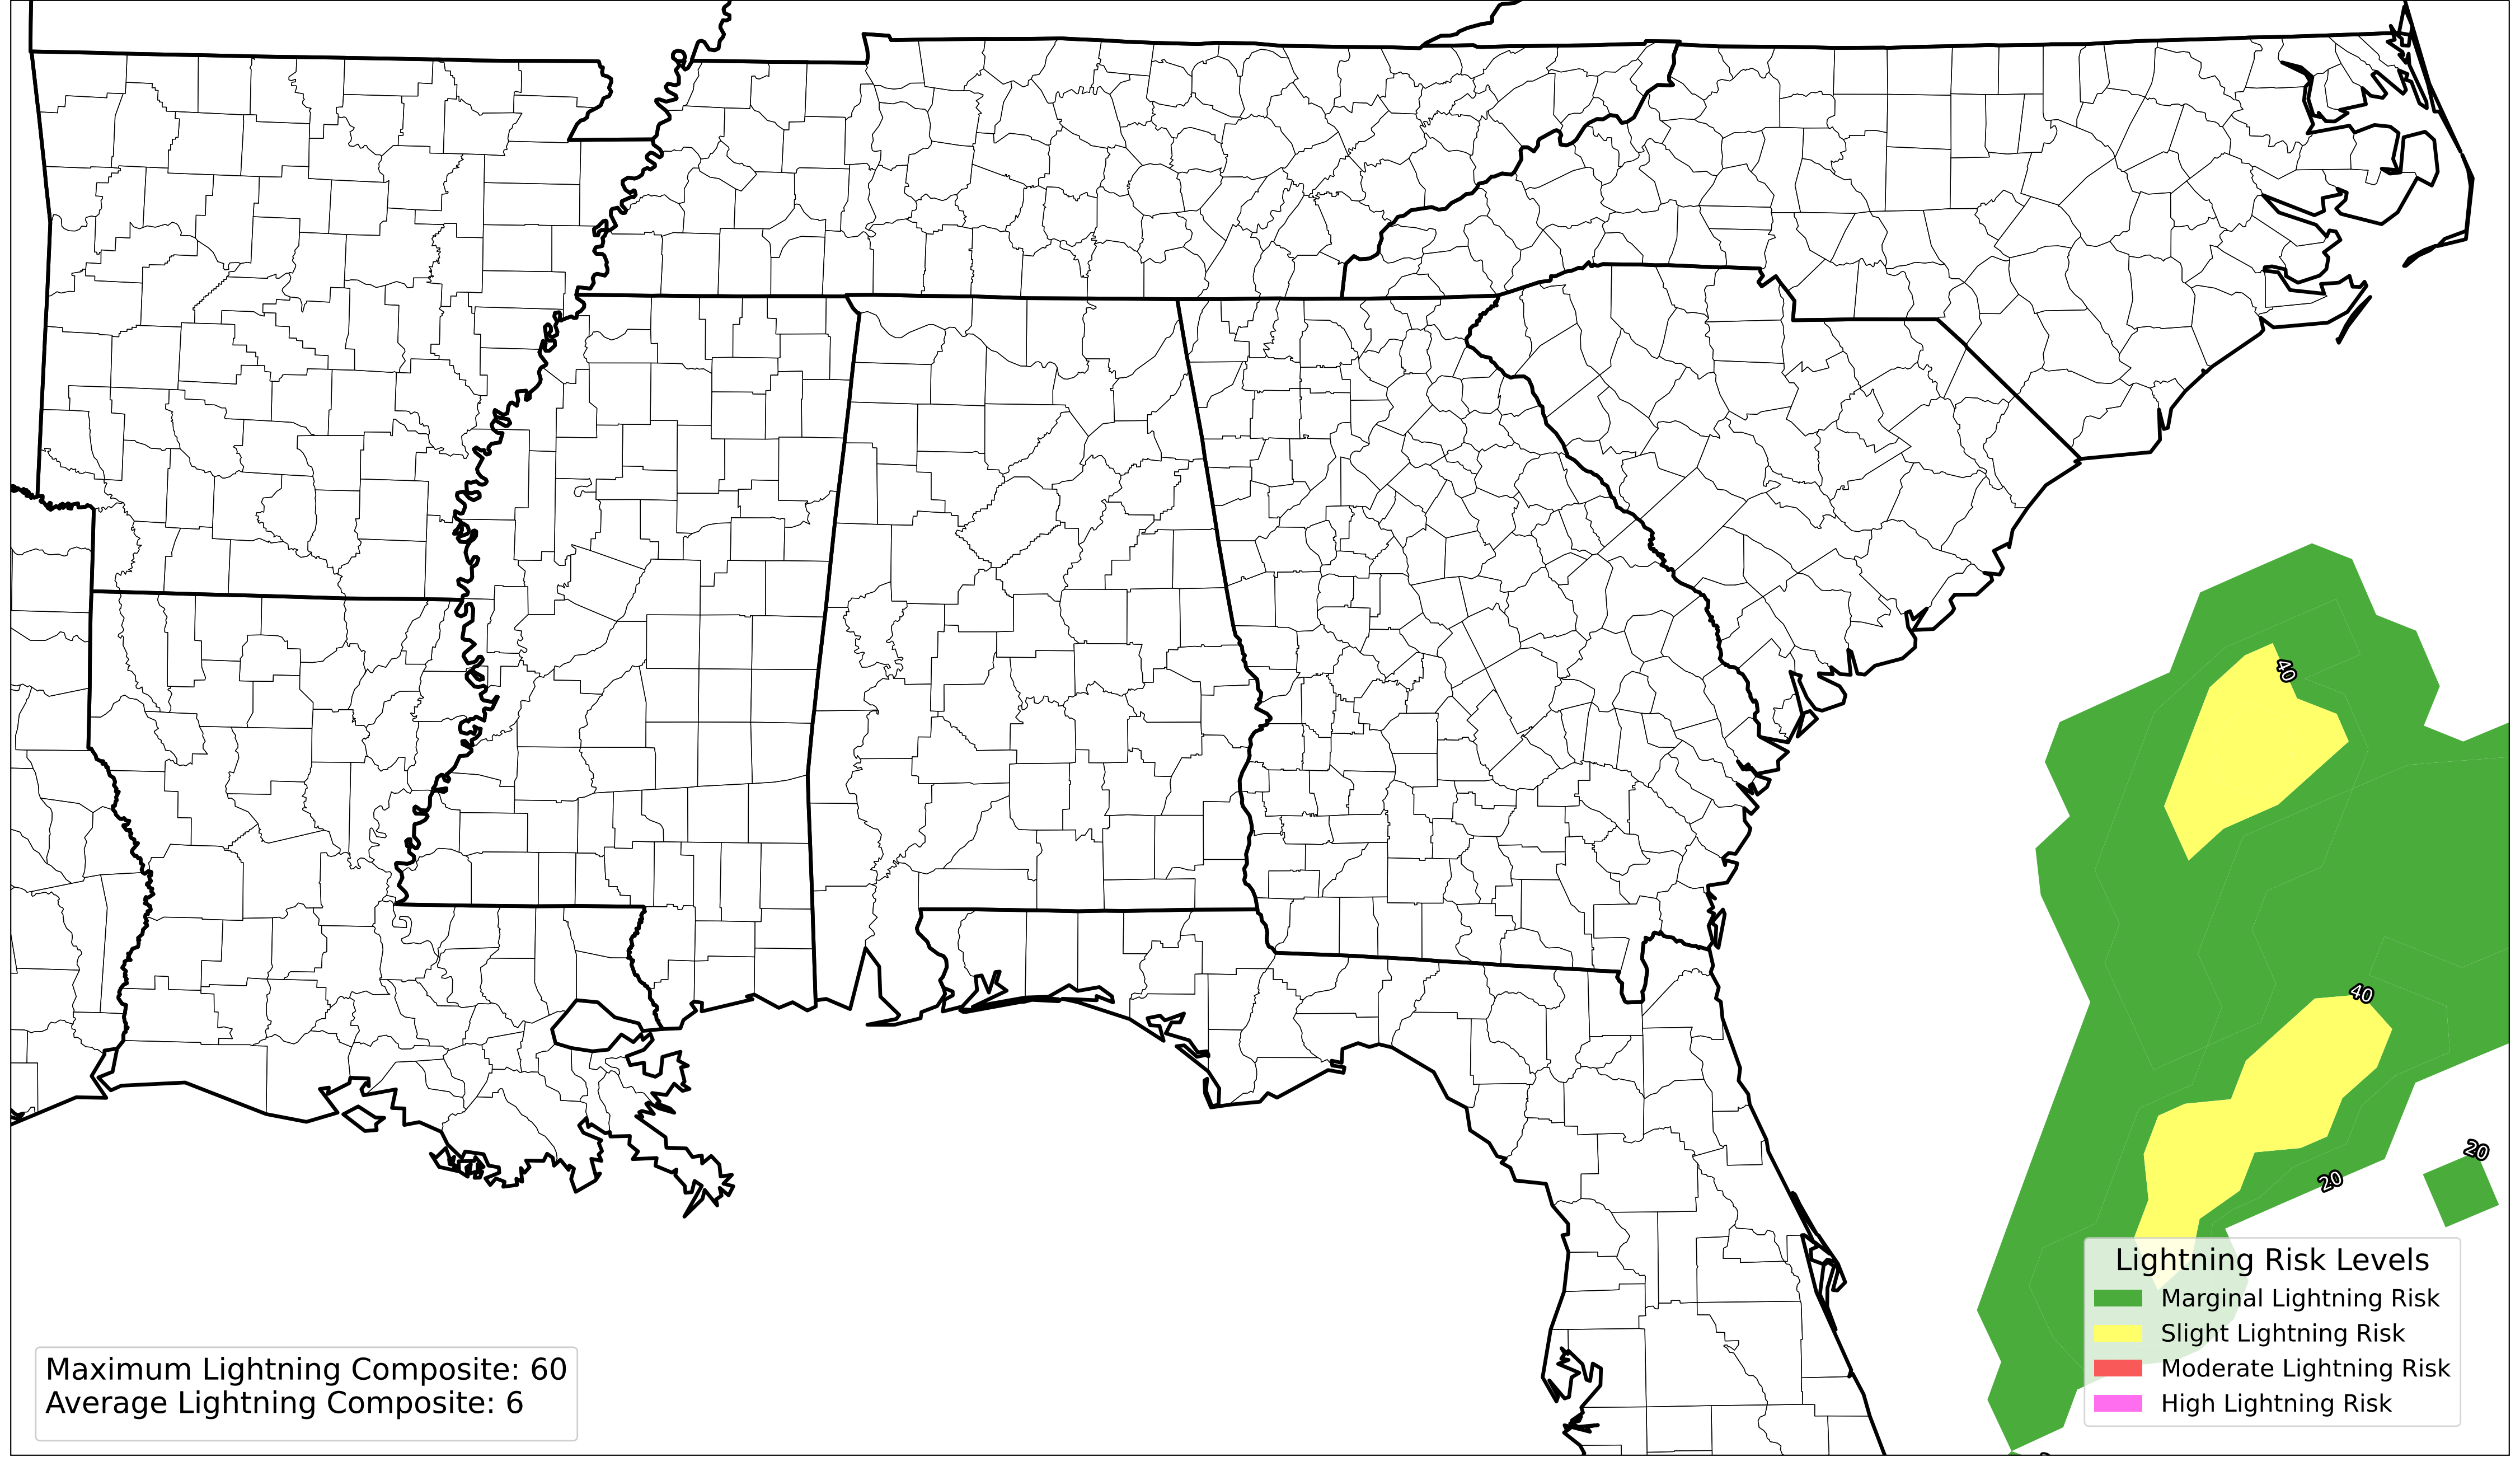 40
40
20
20
Lightning Risk Levels
Marginal Lightning Risk
Slight Lightning Risk
Moderate Lightning Risk
High Lightning Risk
Maximum Lightning Composite: 60
Average Lightning Composite: 6